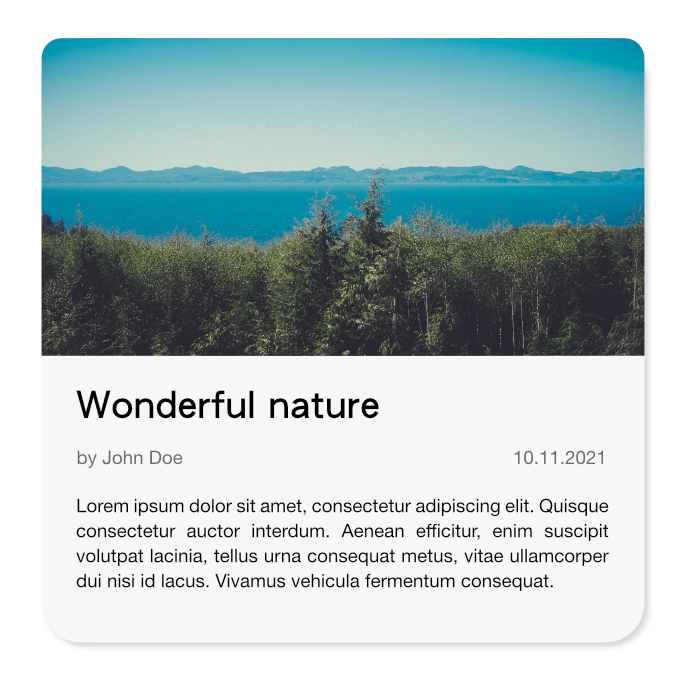 Wonderful nature
by John Doe 10.11.2021
Lorem ipsum dolor sit amet, consectetur adipiscing elit. Quisque
consectetur auctor interdum. Aenean efficitur, enim suscipit
volutpat lacinia, tellus urna consequat metus, vitae ullamcorper
dui nisi id lacus. Vivamus vehicula fermentum consequat.